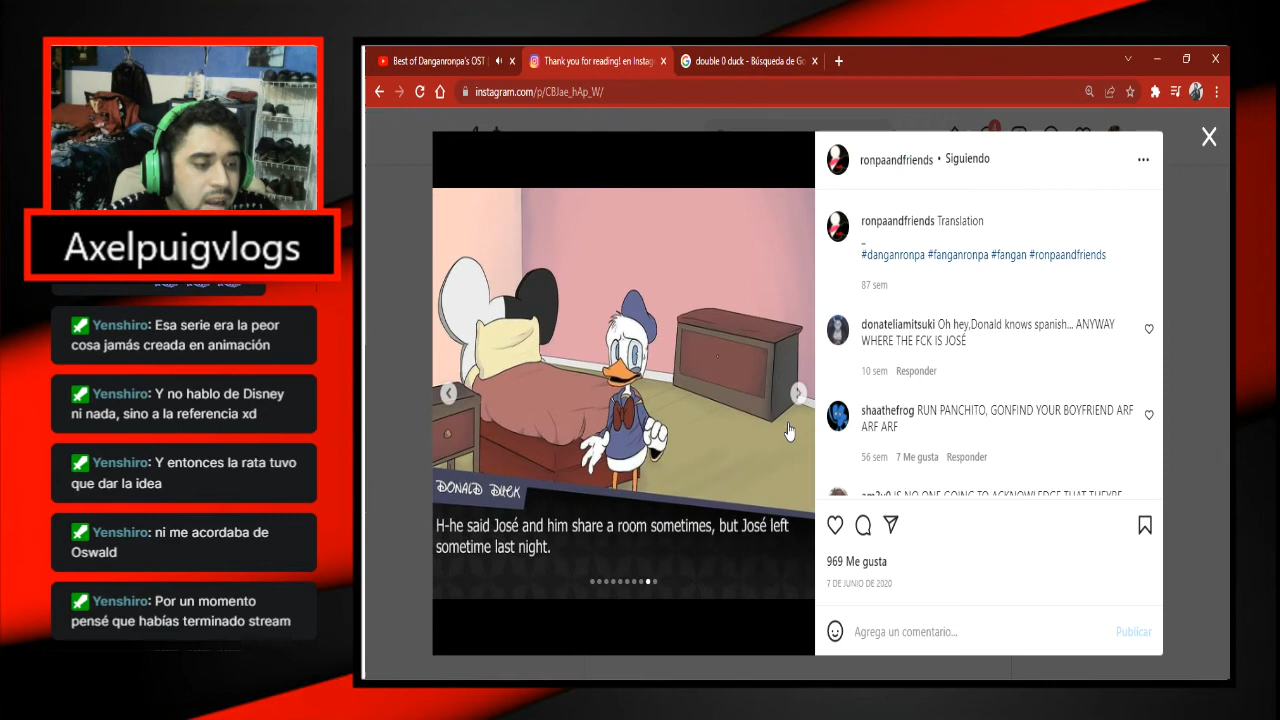 Axelpuigvlogs
Yenshiro: Esa serie era la peor
cosa jamás creada en animación
Yenshiro: Y no hablo de Disney
ni nada, sino a la referencia xd
Yenshiro: Y entonces la rata tuvo
que dar la idea
Yenshiro: ni me acordaba de
Oswald
Yenshiro: Por un momento
pensé que habías terminado stream
Best of Danganronpa's OST
Thank you for reading! en Instag
double 0 duck - Búsqueda de Go
instagram.com/p/CBJae_hAp_W/
DONALD DUCK
H-he said José and him share a room sometimes, but José left
sometime last night.
ronpaandfriends • Siguiendo
ronpaandfriends Translation
_
#danganronpa #fanganronpa #fangan #ronpaandfriends
87 sem
donateliamitsuki Oh hey,Donald knows spanish... ANYWAY
WHERE THE FCK IS JOSÉ
10 sem Responder
shaathefrog RUN PANCHITO, GONFIND YOUR BOYFRIEND ARF
ARF ARF
56 sem 7 Me gusta Responder
IS NO ONE GOING TO ACKNOWLEDGE THAT THEYRE
969 Me gusta
7 DE JUNIO DE 2020
Agrega un comentario...
Publicar